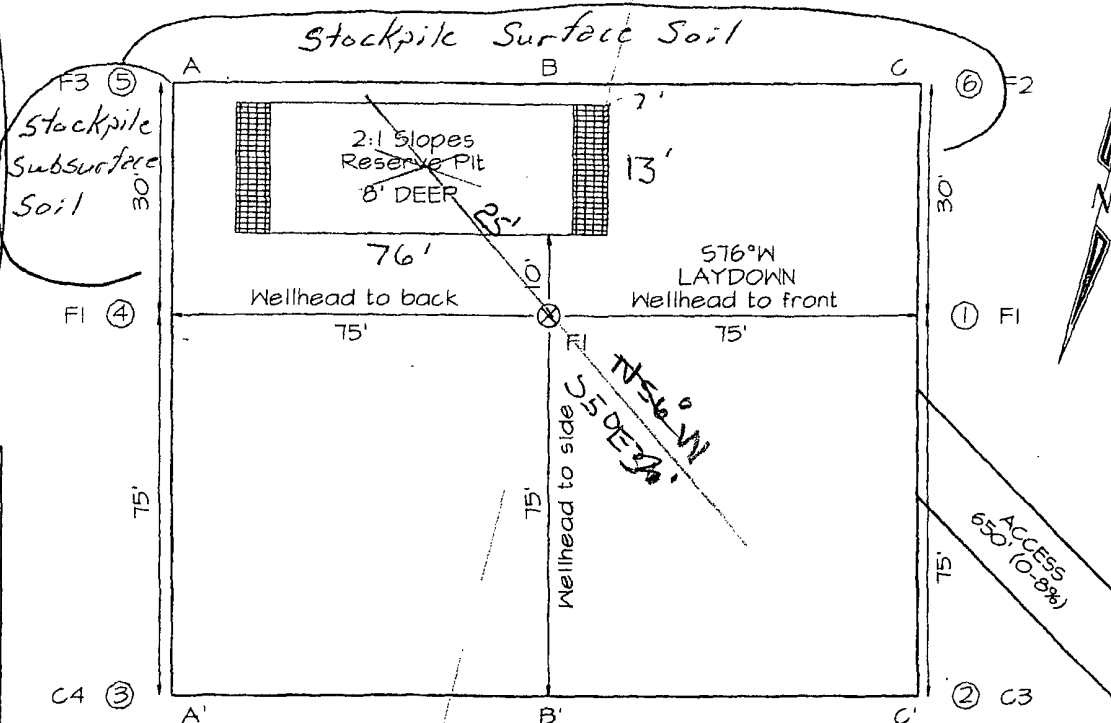 Stockpile Surface Soil
A B C
F3 ⑤ ⑥ F2
Stockpile
Subsurface
Soil
30'
2:1 Slopes
Reserve Pit
8' DEEP
7'
13'
30'
N
25'
76'
10'
S76°W
LAYDOWN
Wellhead to back
Wellhead to front
F1 ④ 75' 75' ① F1
F1
N56°W
75'
Wellhead to side
75'
75'
ACCESS
650' (0-8%)
C4 ③ ② C3
A' B' C'